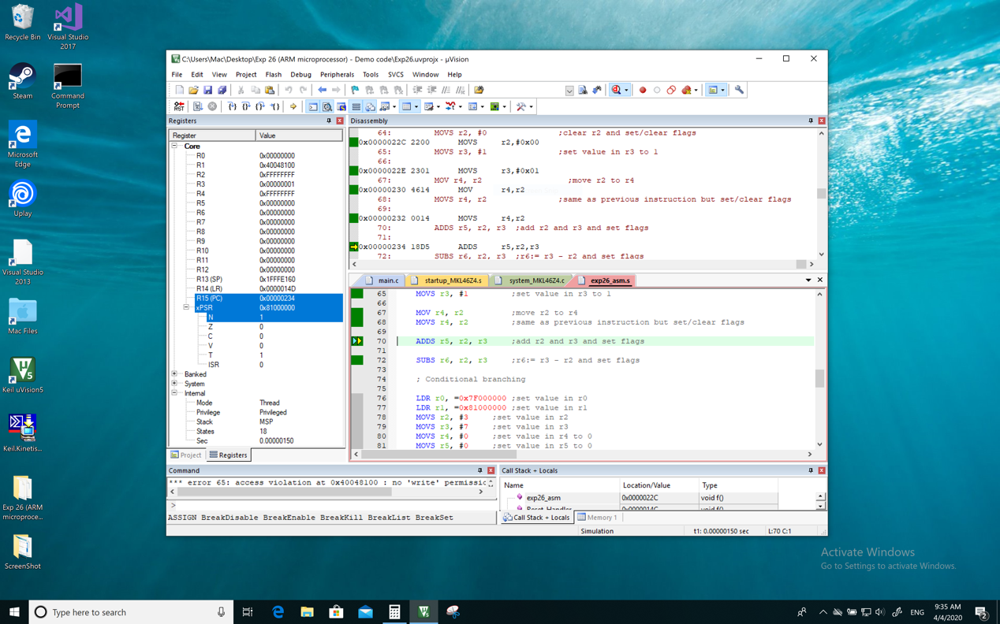 Recycle Bin
Visual Studio
2017
Steam
Command
Prompt
Microsoft
Edge
Uplay
Visual Studio
2013
Mac Files
Keil uVision5
Keil.Kinetis...
Exp 26 (ARM
microproce...
ScreenShot
C:\Users\Mac\Desktop\Exp 26 (ARM microprocessor) - Demo code\Exp26.uvprojx - µVision
File Edit View Project Flash Debug Peripherals Tools SVCS Window Help
Registers
Register Value
Core
R0 0x00000000
R1 0x40048100
R2 0xFFFFFFFF
R3 0x00000001
R4 0xFFFFFFFF
R5 0x00000000
R6 0x00000000
R7 0x00000000
R8 0x00000000
R9 0x00000000
R10 0x00000000
R11 0x00000000
R12 0x00000000
R13 (SP) 0x1FFFE160
R14 (LR) 0x0000014D
R15 (PC) 0x00000234
xPSR 0x81000000
N 1
Z 0
C 0
V 0
T 1
ISR 0
Banked
System
Internal
Mode Thread
Privilege Privileged
Stack MSP
States 18
Sec 0.00000150
Project Registers
Disassembly
64: MOVS r2, #0 ;clear r2 and set/clear flags
0x0000022C 2200 MOVS r2,#0x00
65: MOVS r3, #1 ;set value in r3 to 1
66:
0x0000022E 2301 MOVS r3,#0x01
67: MOV r4, r2 ;move r2 to r4
0x00000230 4614 MOV r4,r2
68: MOVS r4, r2 ;same as previous instruction but set/clear flags
69:
0x00000232 0014 MOVS r4,r2
70: ADDS r5, r2, r3 ;add r2 and r3 and set flags
71:
0x00000234 18D5 ADDS r5,r2,r3
72: SUBS r6, r2, r3 ;r6:= r3 - r2 and set flags
main.c startup_MKL46Z4.s system_MKL46Z4.c exp26_asm.s
65 MOVS r3, #1 ;set value in r3 to 1
66
67 MOV r4, r2 ;move r2 to r4
68 MOVS r4, r2 ;same as previous instruction but set/clear flags
69
70 ADDS r5, r2, r3 ;add r2 and r3 and set flags
71
72 SUBS r6, r2, r3 ;r6:= r3 - r2 and set flags
73
74 ; Conditional branching
75
76 LDR r0, =0x7F000000 ;set value in r0
77 LDR r1, =0x81000000 ;set value in r1
78 MOVS r2, #3 ;set value in r2
79 MOVS r3, #7 ;set value in r3
80 MOVS r4, #0 ;set value in r4 to 0
81 MOVS r5, #0 ;set value in r5 to 0
Command
*** error 65: access violation at 0x40048100 : no 'write' permissio
>
ASSIGN BreakDisable BreakEnable BreakKill BreakList BreakSet
Call Stack + Locals
Name Location/Value Type
exp26_asm 0x0000022C void f()
Reset_Handler 0x0000014C void f()
Call Stack + Locals Memory 1
Simulation t1: 0.00000150 sec L:70 C:1
Activate Windows
Go to Settings to activate Windows.
Type here to search
ENG
9:35 AM
4/4/2020
2